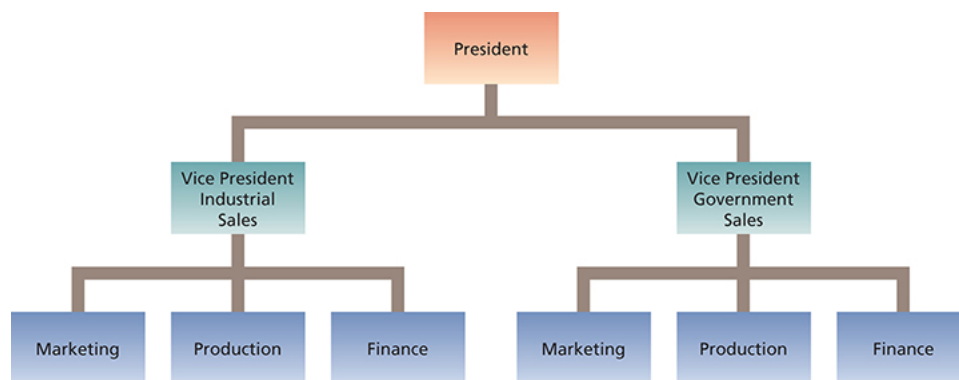 President
Vice President
Industrial
Sales
Vice President
Government
Sales
Marketing
Production
Finance
Marketing
Production
Finance